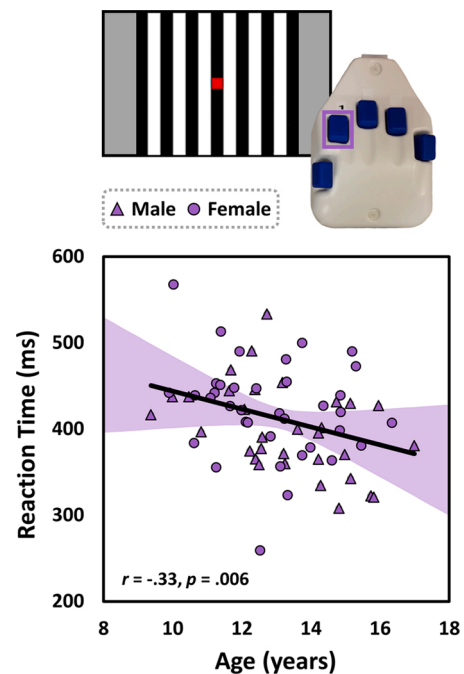 1
Male Female
600
500
400
300
200
Reaction Time (ms)
r = -.33, p = .006
8 10 12 14 16 18
Age (years)